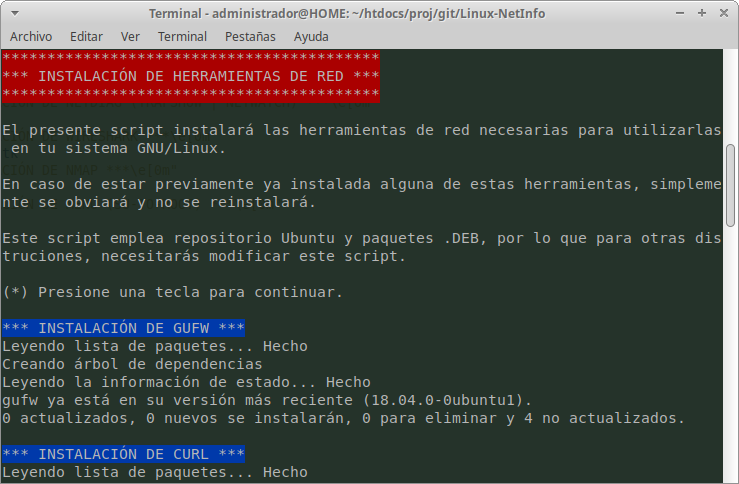 Terminal - administrador@HOME: ~/htdocs/proj/git/Linux-NetInfo
Archivo Editar Ver Terminal Pestañas Ayuda
******************************************
*** INSTALACIÓN DE HERRAMIENTAS DE RED ***
******************************************
El presente script instalará las herramientas de red necesarias para utilizarlas
en tu sistema GNU/Linux.
En caso de estar previamente ya instalada alguna de estas herramientas, simpleme
nte se obviará y no se reinstalará.
Este script emplea repositorio Ubuntu y paquetes .DEB, por lo que para otras dis
truciones, necesitarás modificar este script.
(*) Presione una tecla para continuar.
*** INSTALACIÓN DE GUFW ***
Leyendo lista de paquetes... Hecho
Creando árbol de dependencias
Leyendo la información de estado... Hecho
gufw ya está en su versión más reciente (18.04.0-0ubuntu1).
0 actualizados, 0 nuevos se instalarán, 0 para eliminar y 4 no actualizados.
*** INSTALACIÓN DE CURL ***
Leyendo lista de paquetes... Hecho